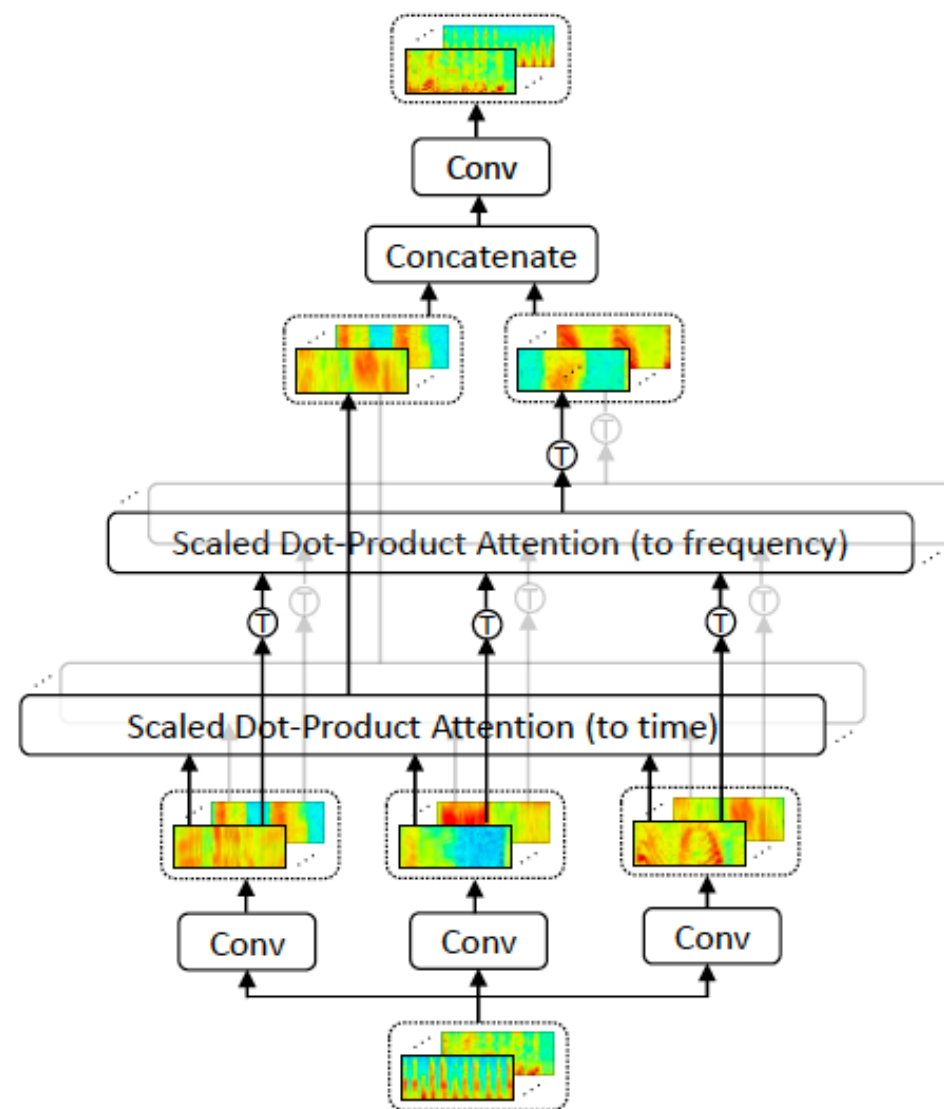 Conv
Concatenate
T
T
Scaled Dot-Product Attention (to frequency)
T
T
T
T
T
T
Scaled Dot-Product Attention (to time)
Conv
Conv
Conv